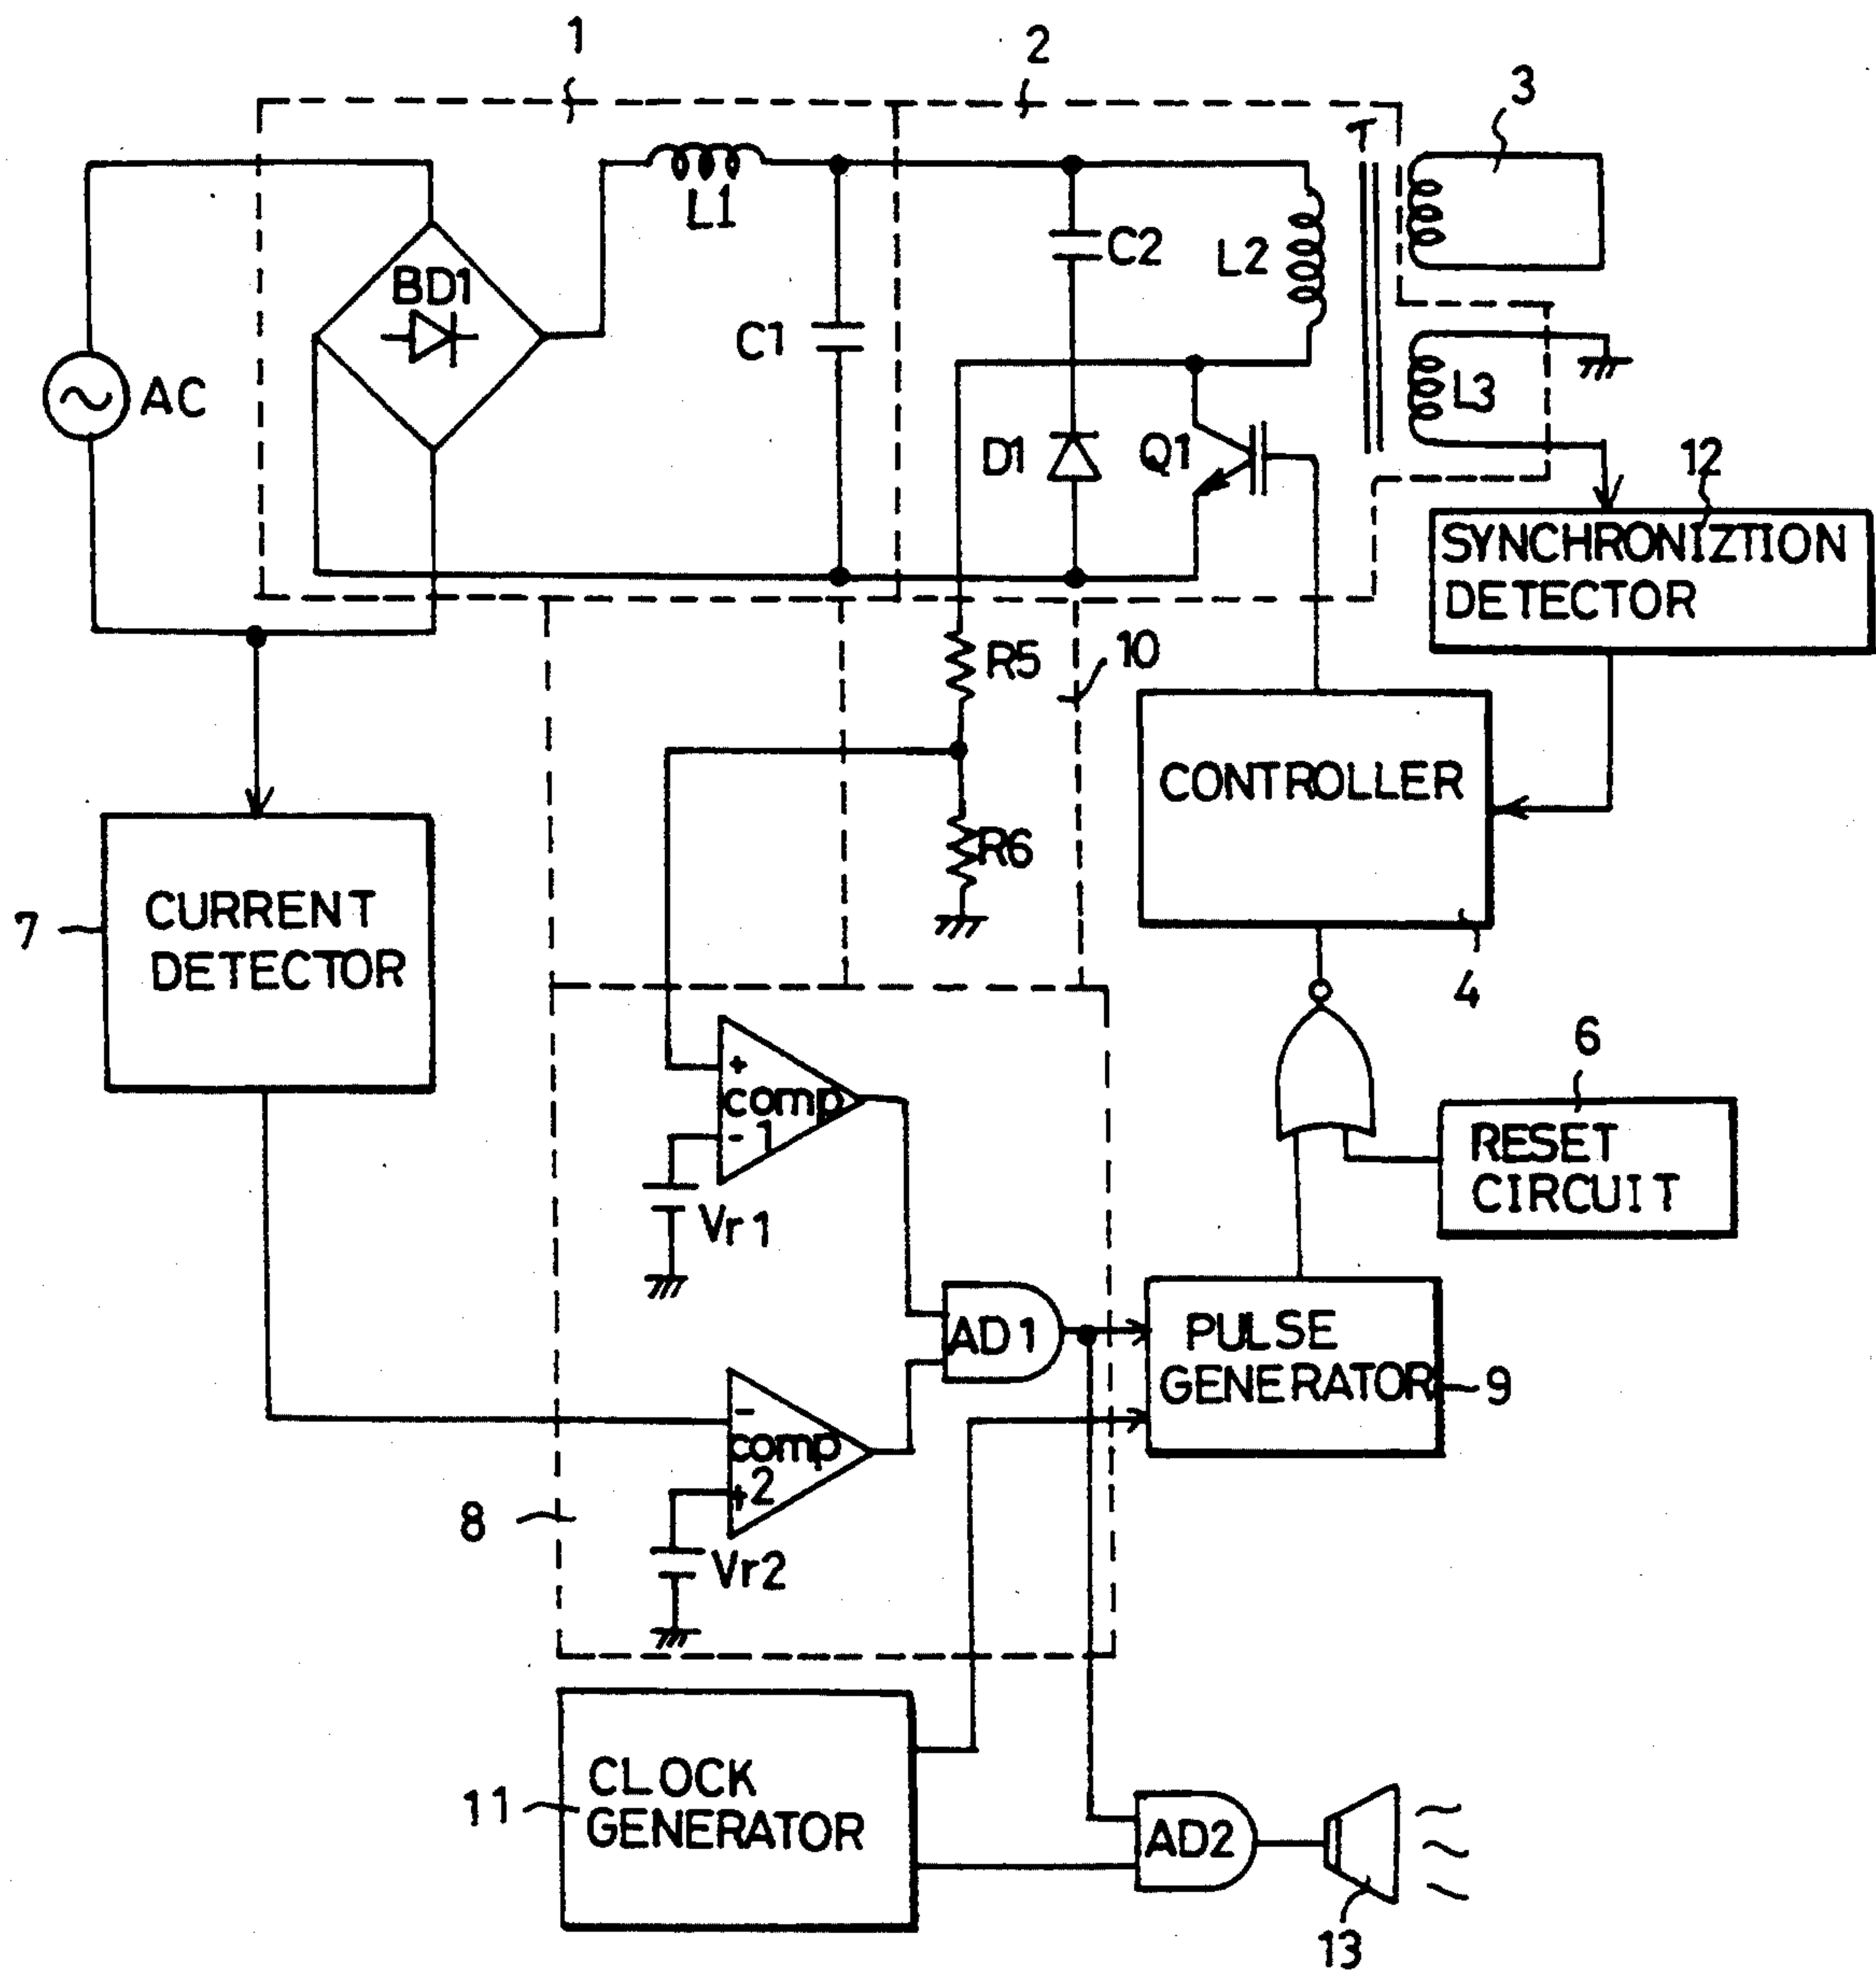 1
2
3
T
L1
BD1
C2
L2
C1
AC
L3
D1
Q1
12
SYNCHRONIZTION
DETECTOR
R5
10
CONTROLLER
R6
CURRENT
DETECTOR
7
4
6
+
comp
- 1
RESET
CIRCUIT
Vr1
AD1
PULSE
GENERATOR
9
-
comp
+2
8
Vr2
CLOCK
GENERATOR
11
AD2
13